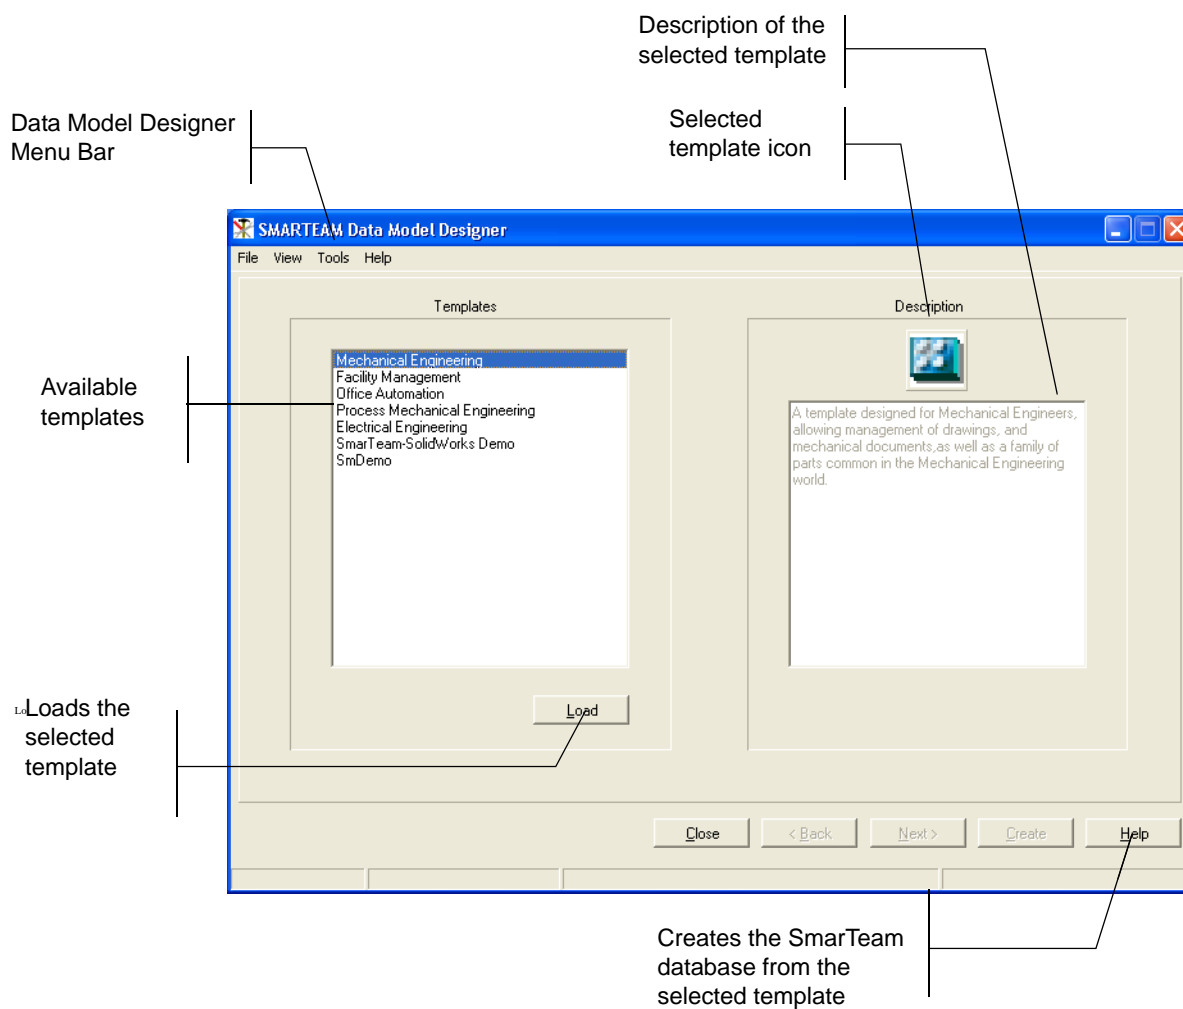 Description of the
selected template
Data Model Designer
Menu Bar
Selected
template icon
SMARTEAM Data Model Designer
File View Tools Help
Templates
Description
Available
templates
Mechanical Engineering
Facility Management
Office Automation
Process Mechanical Engineering
Electrical Engineering
SmarTeam-SolidWorks Demo
SmDemo
A template designed for Mechanical Engineers,
allowing management of drawings, and
mechanical documents,as well as a family of
parts common in the Mechanical Engineering
world.
Lo
Loads the
selected
template
Load
Close < Back Next > Create Help
Creates the SmarTeam
database from the
selected template